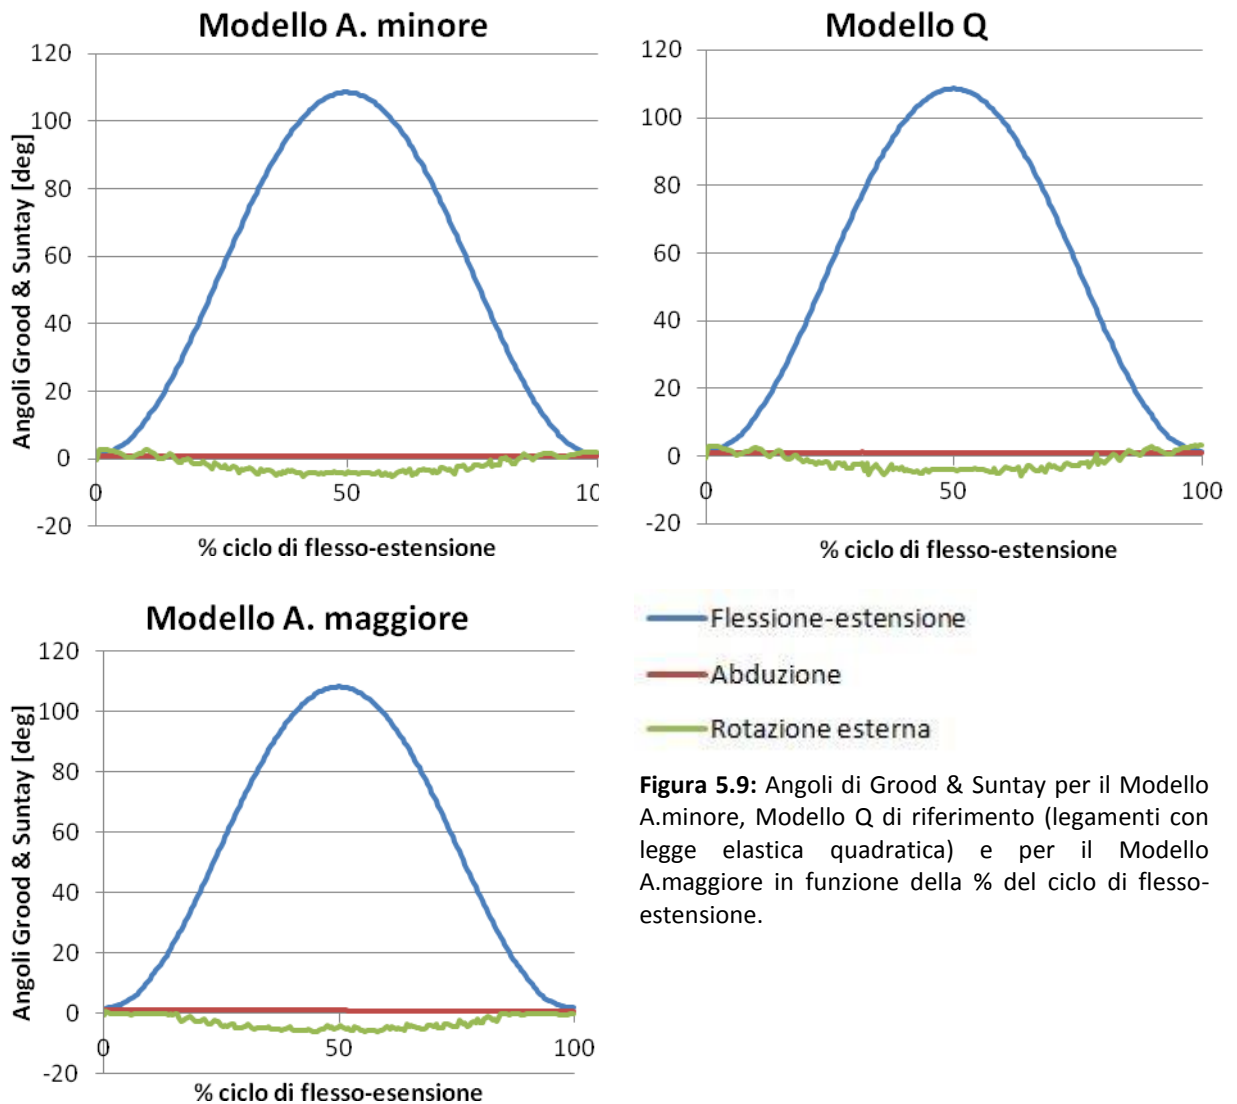 Modello A. minore
Angoli Grood & Suntay [deg]
120
100
80
60
40
20
0
-20
0
50
10
% ciclo di flesso-estensione
Modello Q
120
100
80
60
40
20
0
-20
0
50
100
% ciclo di flesso-estensione
Modello A. maggiore
Angoli Grood & Suntay [deg]
120
100
80
60
40
20
0
-20
0
50
100
% ciclo di flesso-esensione
Flessione-estensione
Abduzione
Rotazione esterna
Figura 5.9: Angoli di Grood & Suntay per il Modello
A.minore, Modello Q di riferimento (legamenti con
legge elastica quadratica) e per il Modello
A.maggiore in funzione della % del ciclo di flesso-
estensione.